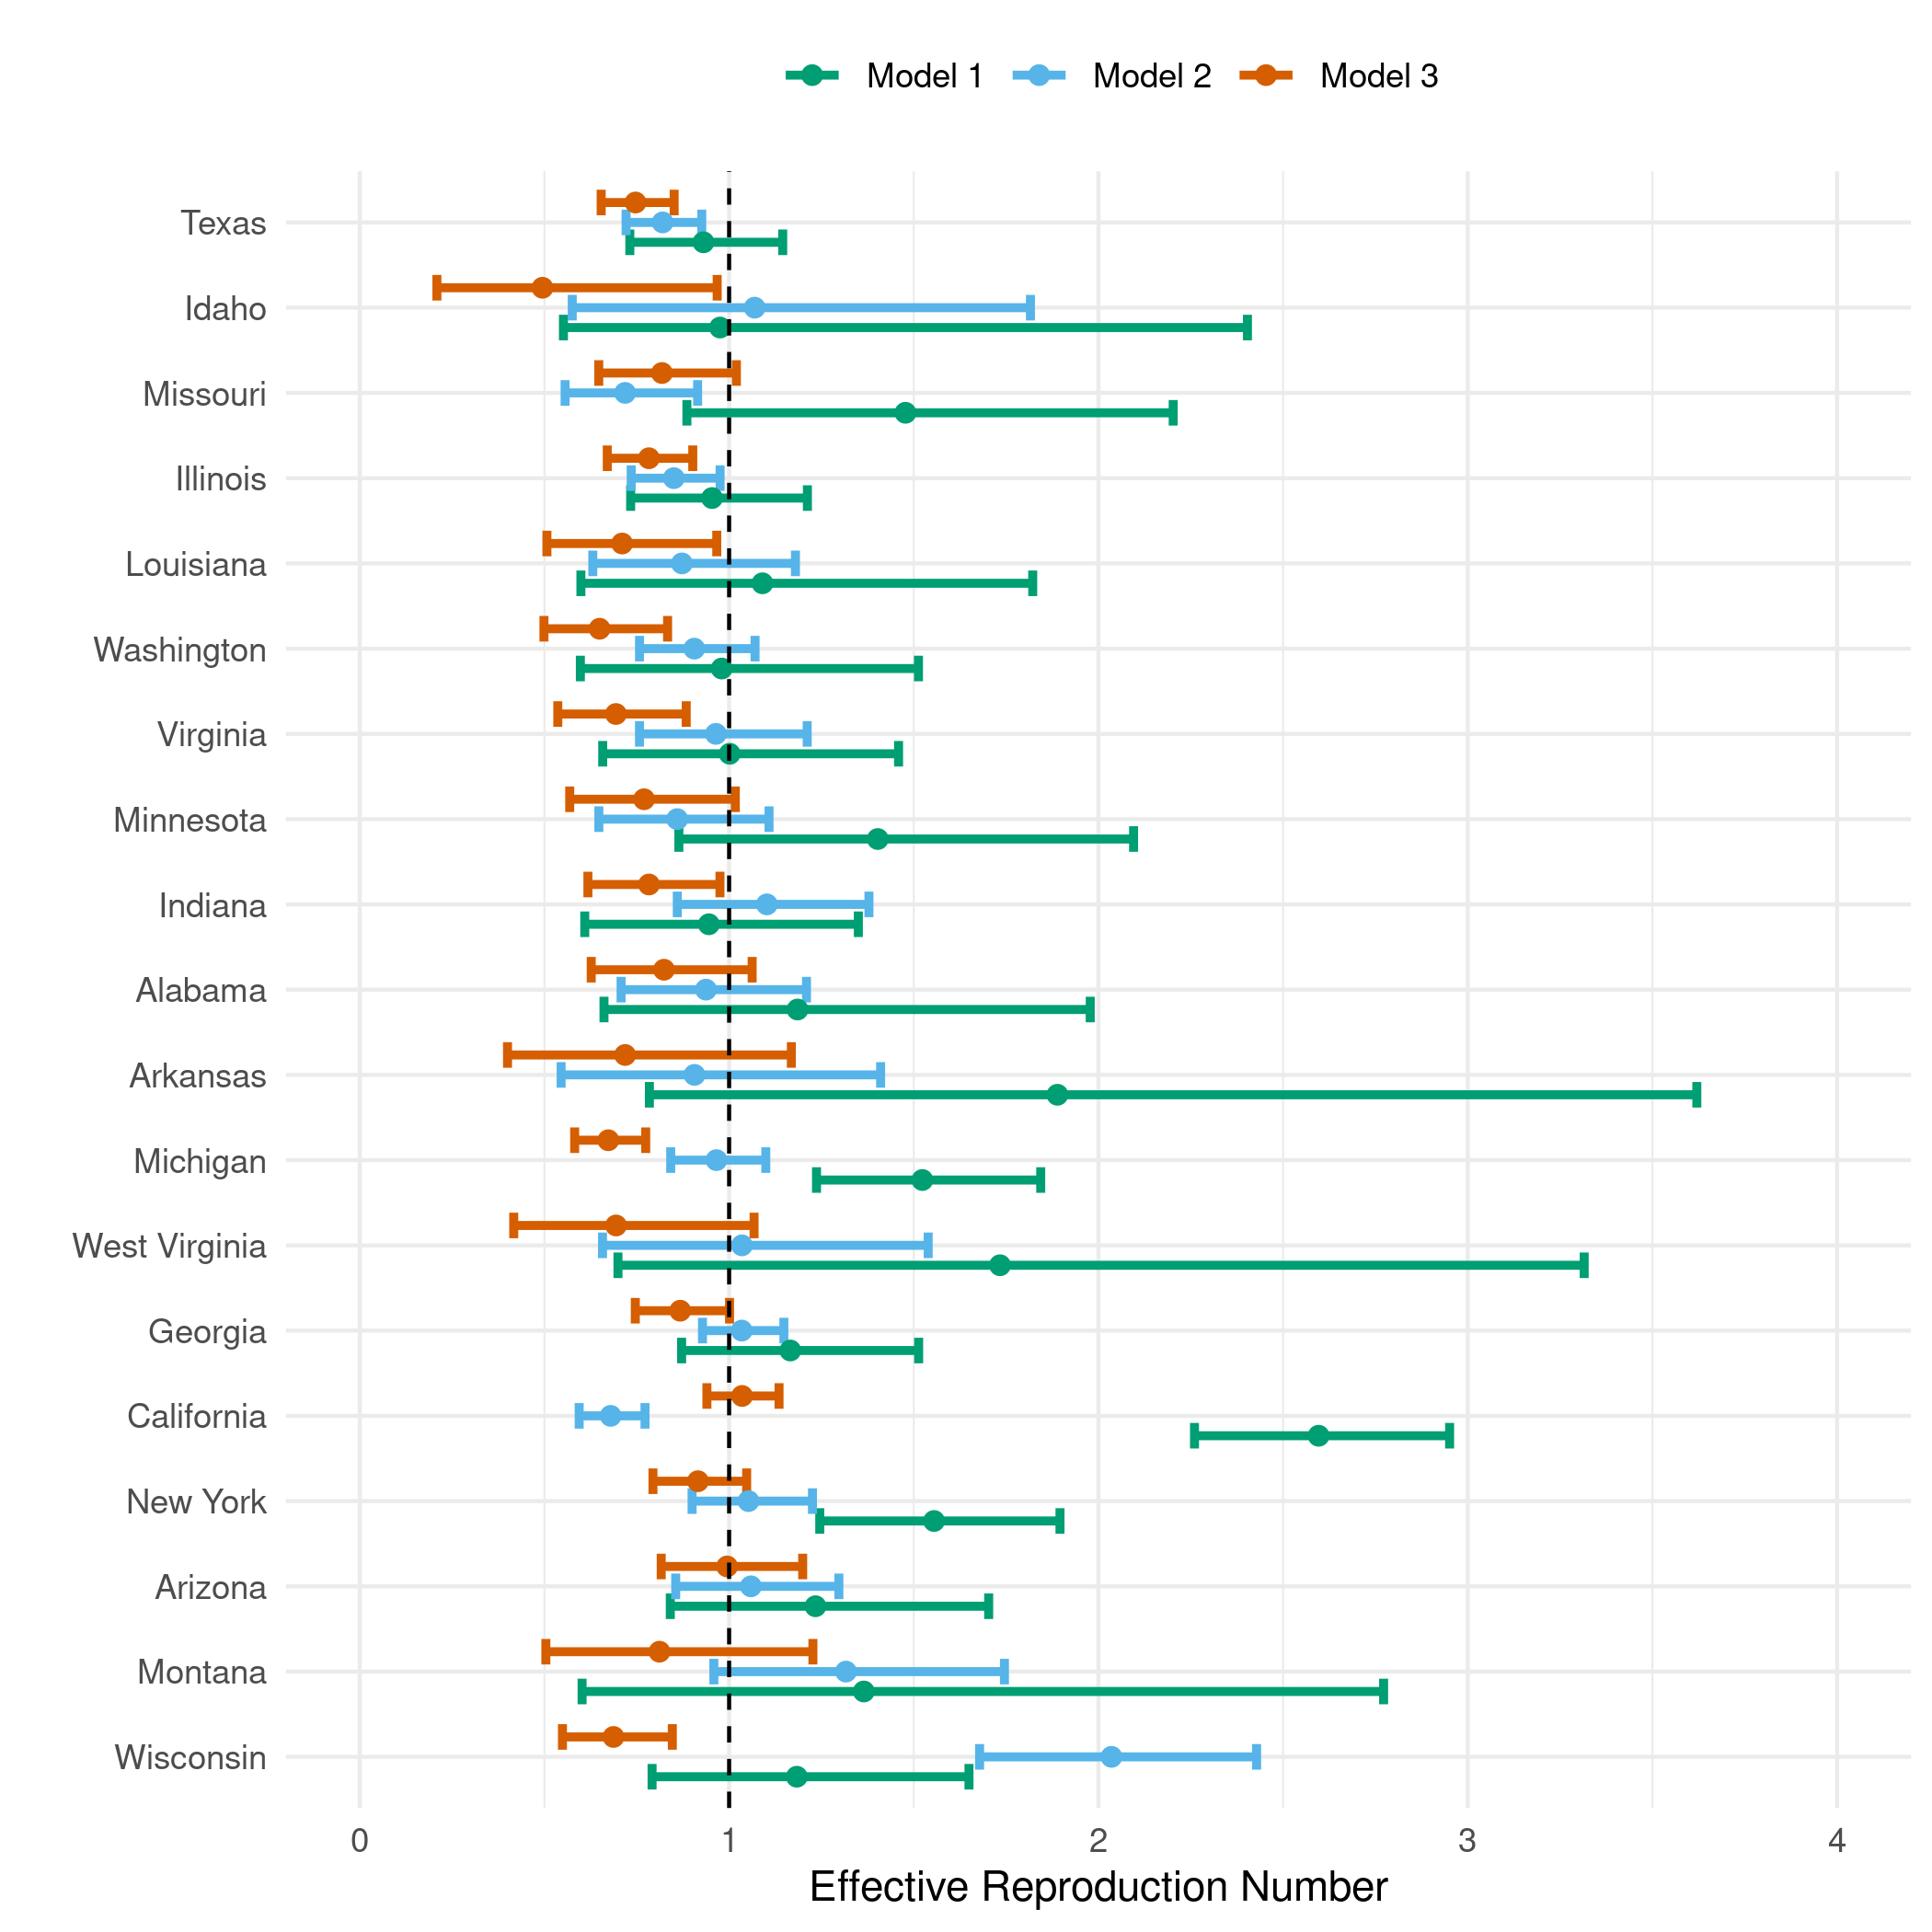 Model 1 Model 2 Model 3
Texas
Idaho
Missouri
Illinois
Louisiana
Washington
Virginia
Minnesota
Indiana
Alabama
Arkansas
Michigan
West Virginia
Georgia
California
New York
Arizona
Montana
Wisconsin
0 1 2 3 4
Effective Reproduction Number